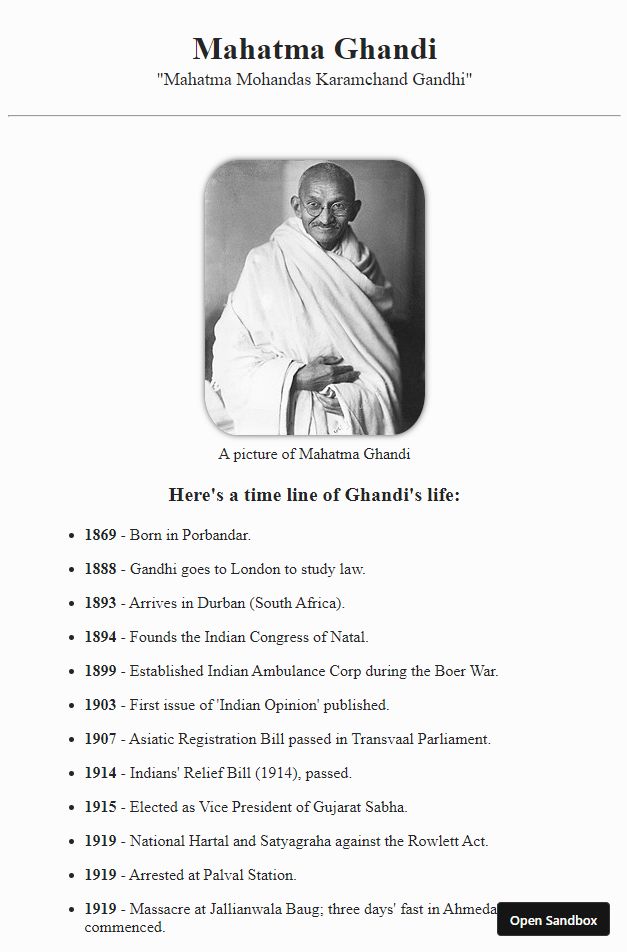 Mahatma Ghandi
"Mahatma Mohandas Karamchand Gandhi"
A picture of Mahatma Ghandi
Here's a time line of Ghandi's life:
• 1869 - Born in Porbandar.
• 1888 - Gandhi goes to London to study law.
• 1893 - Arrives in Durban (South Africa).
• 1894 - Founds the Indian Congress of Natal.
• 1899 - Established Indian Ambulance Corp during the Boer War.
• 1903 - First issue of 'Indian Opinion' published.
• 1907 - Asiatic Registration Bill passed in Transvaal Parliament.
• 1914 - Indians' Relief Bill (1914), passed.
• 1915 - Elected as Vice President of Gujarat Sabha.
• 1919 - National Hartal and Satyagraha against the Rowlett Act.
• 1919 - Arrested at Palval Station.
• 1919 - Massacre at Jallianwala Baug; three days' fast in Ahmeda
commenced.
Open Sandbox